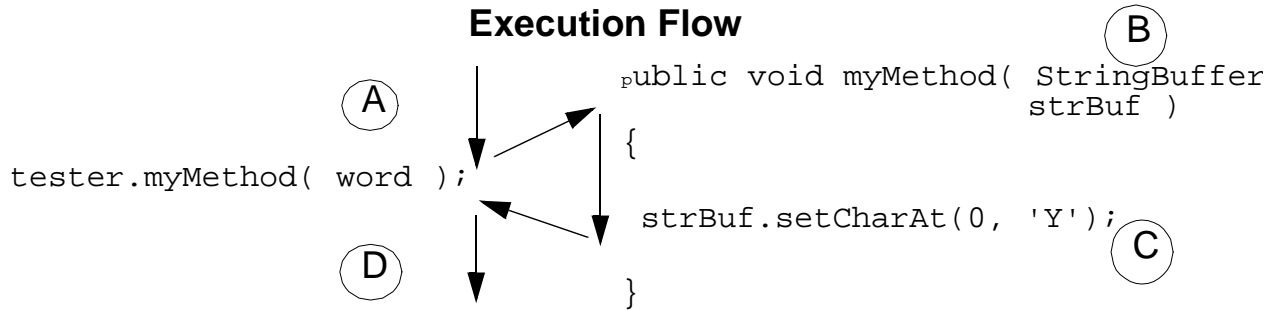 Execution Flow
B
public void myMethod( StringBuffer
strBuf )
A
{
tester.myMethod( word );
strBuf.setCharAt(0, 'Y');
C
D
}